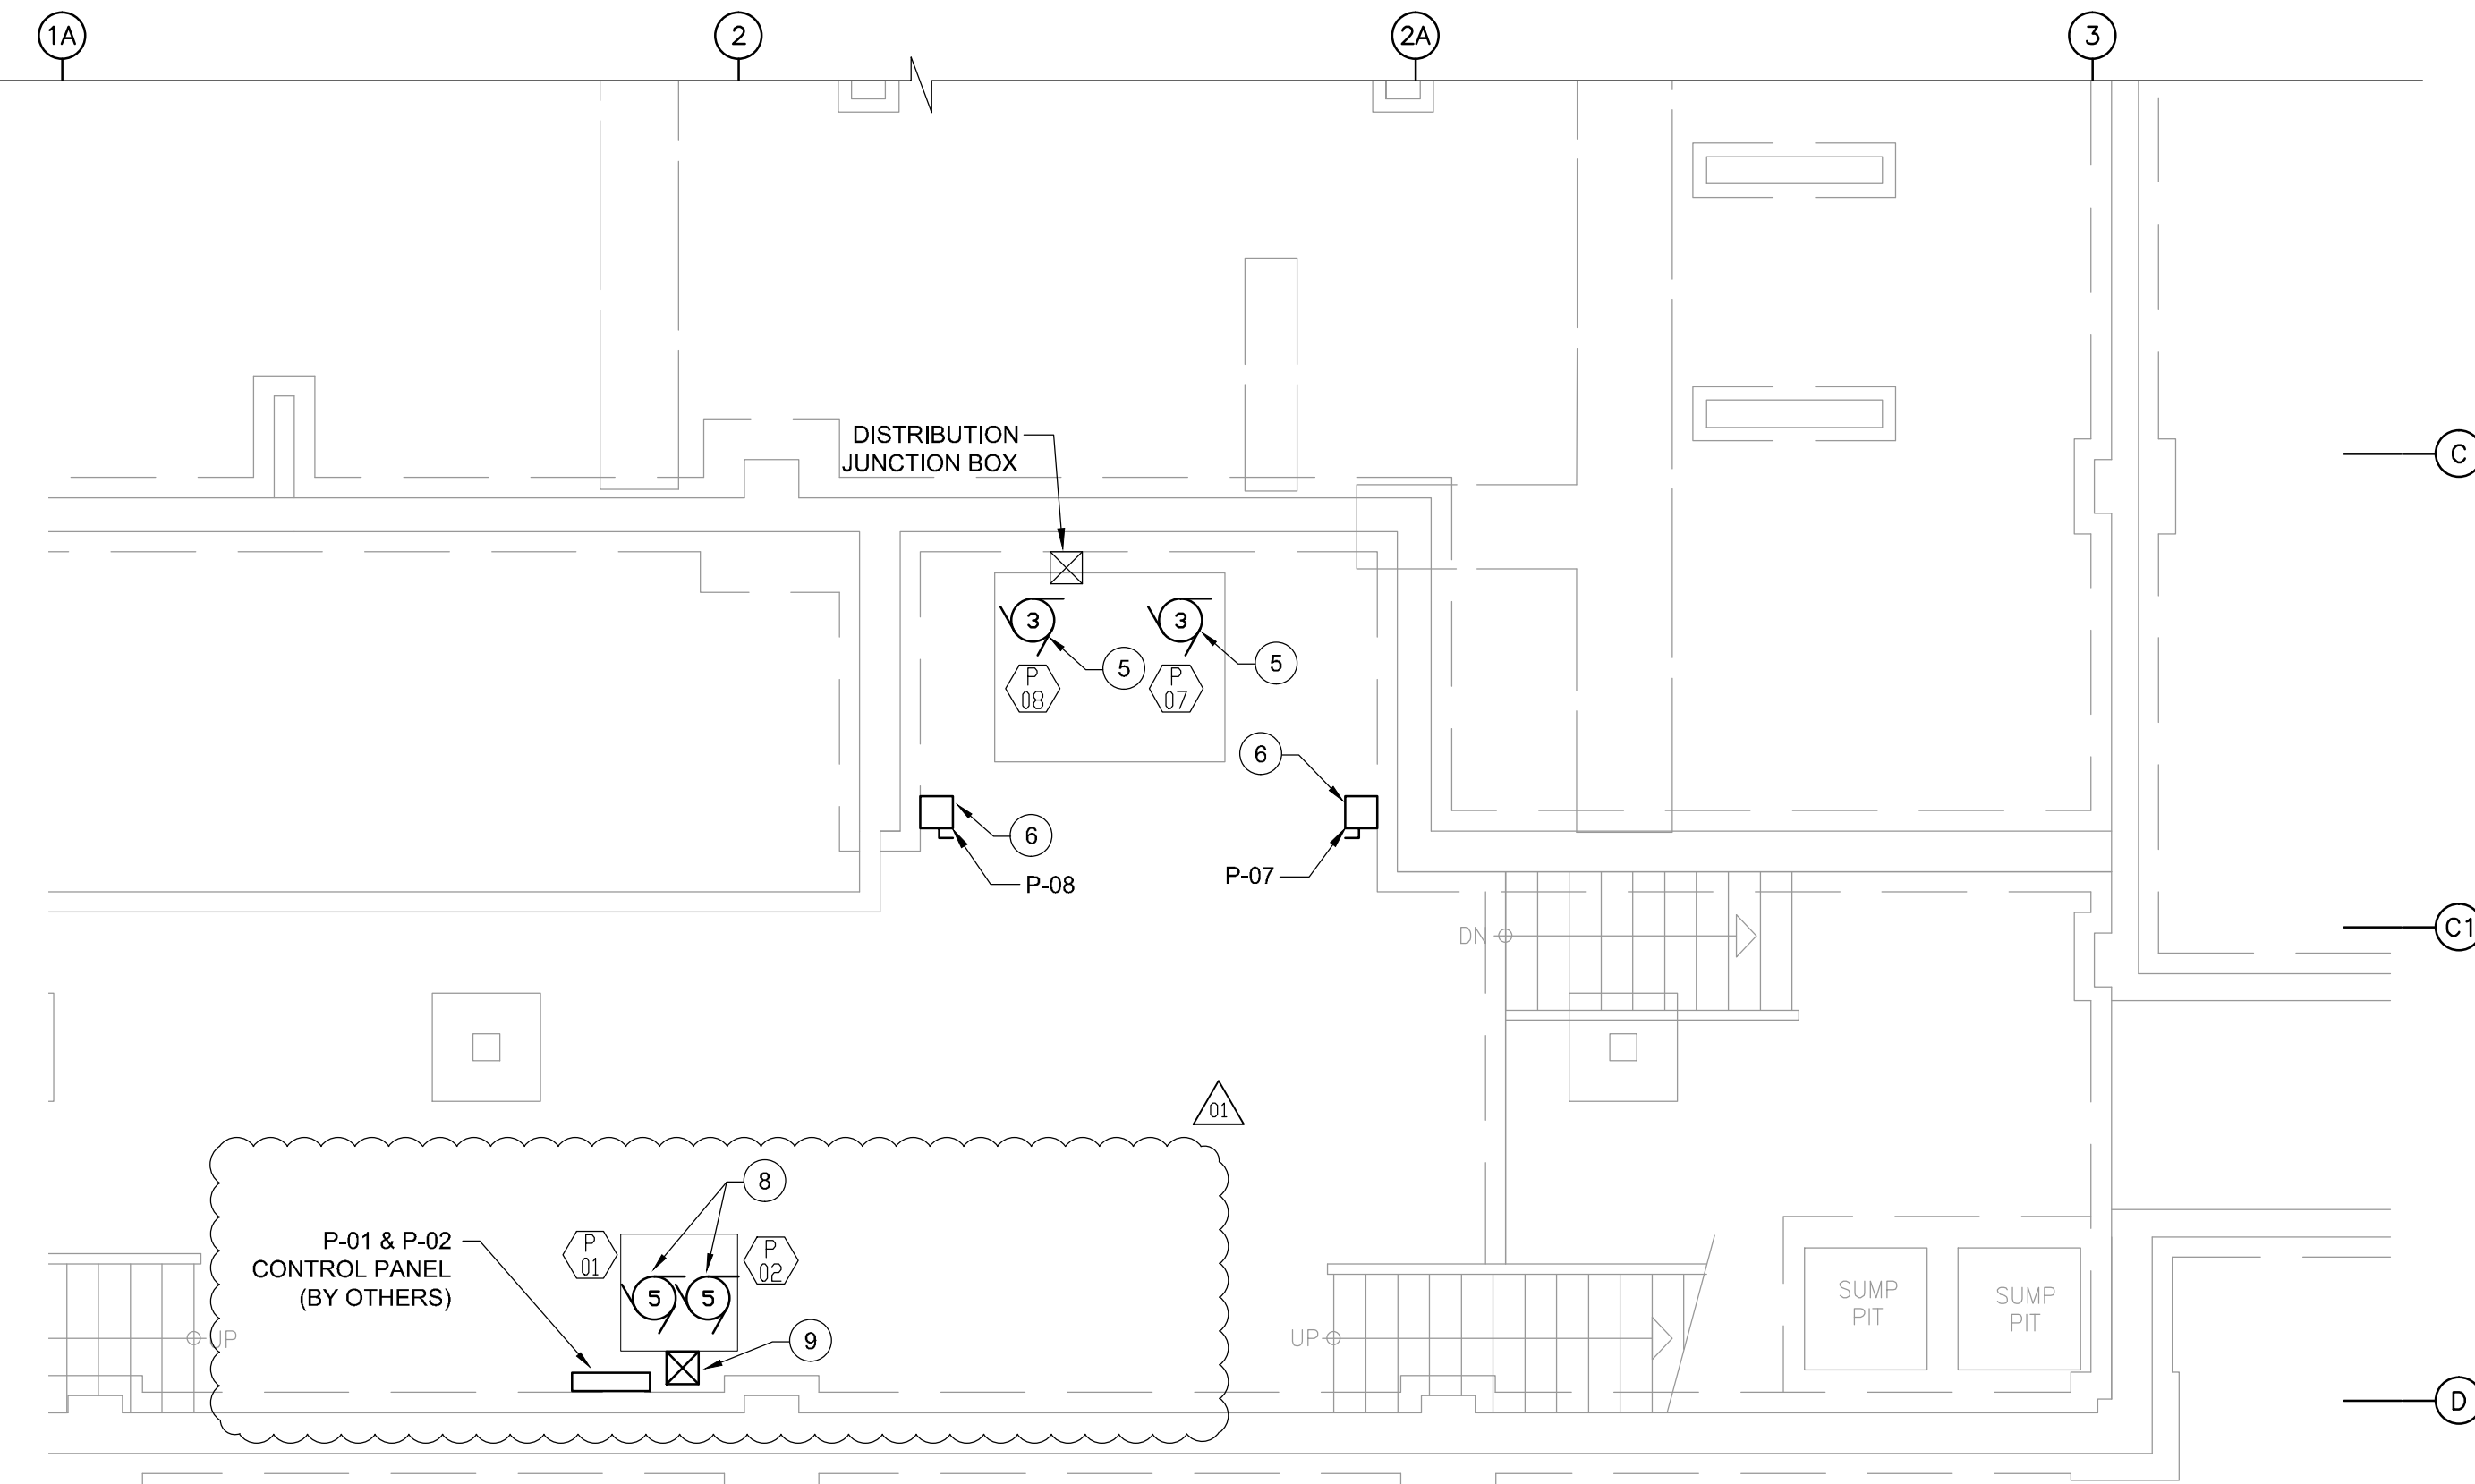 1A
2
2A
3
DISTRIBUTION
JUNCTION BOX
C
3
3
5
5
P
08
P
07
6
6
P-08
P-07
C1
DN
01
8
P-01 & P-02
CONTROL PANEL
(BY OTHERS)
P
01
P
02
5
5
9
UP
UP
SUMP
PIT
SUMP
PIT
D